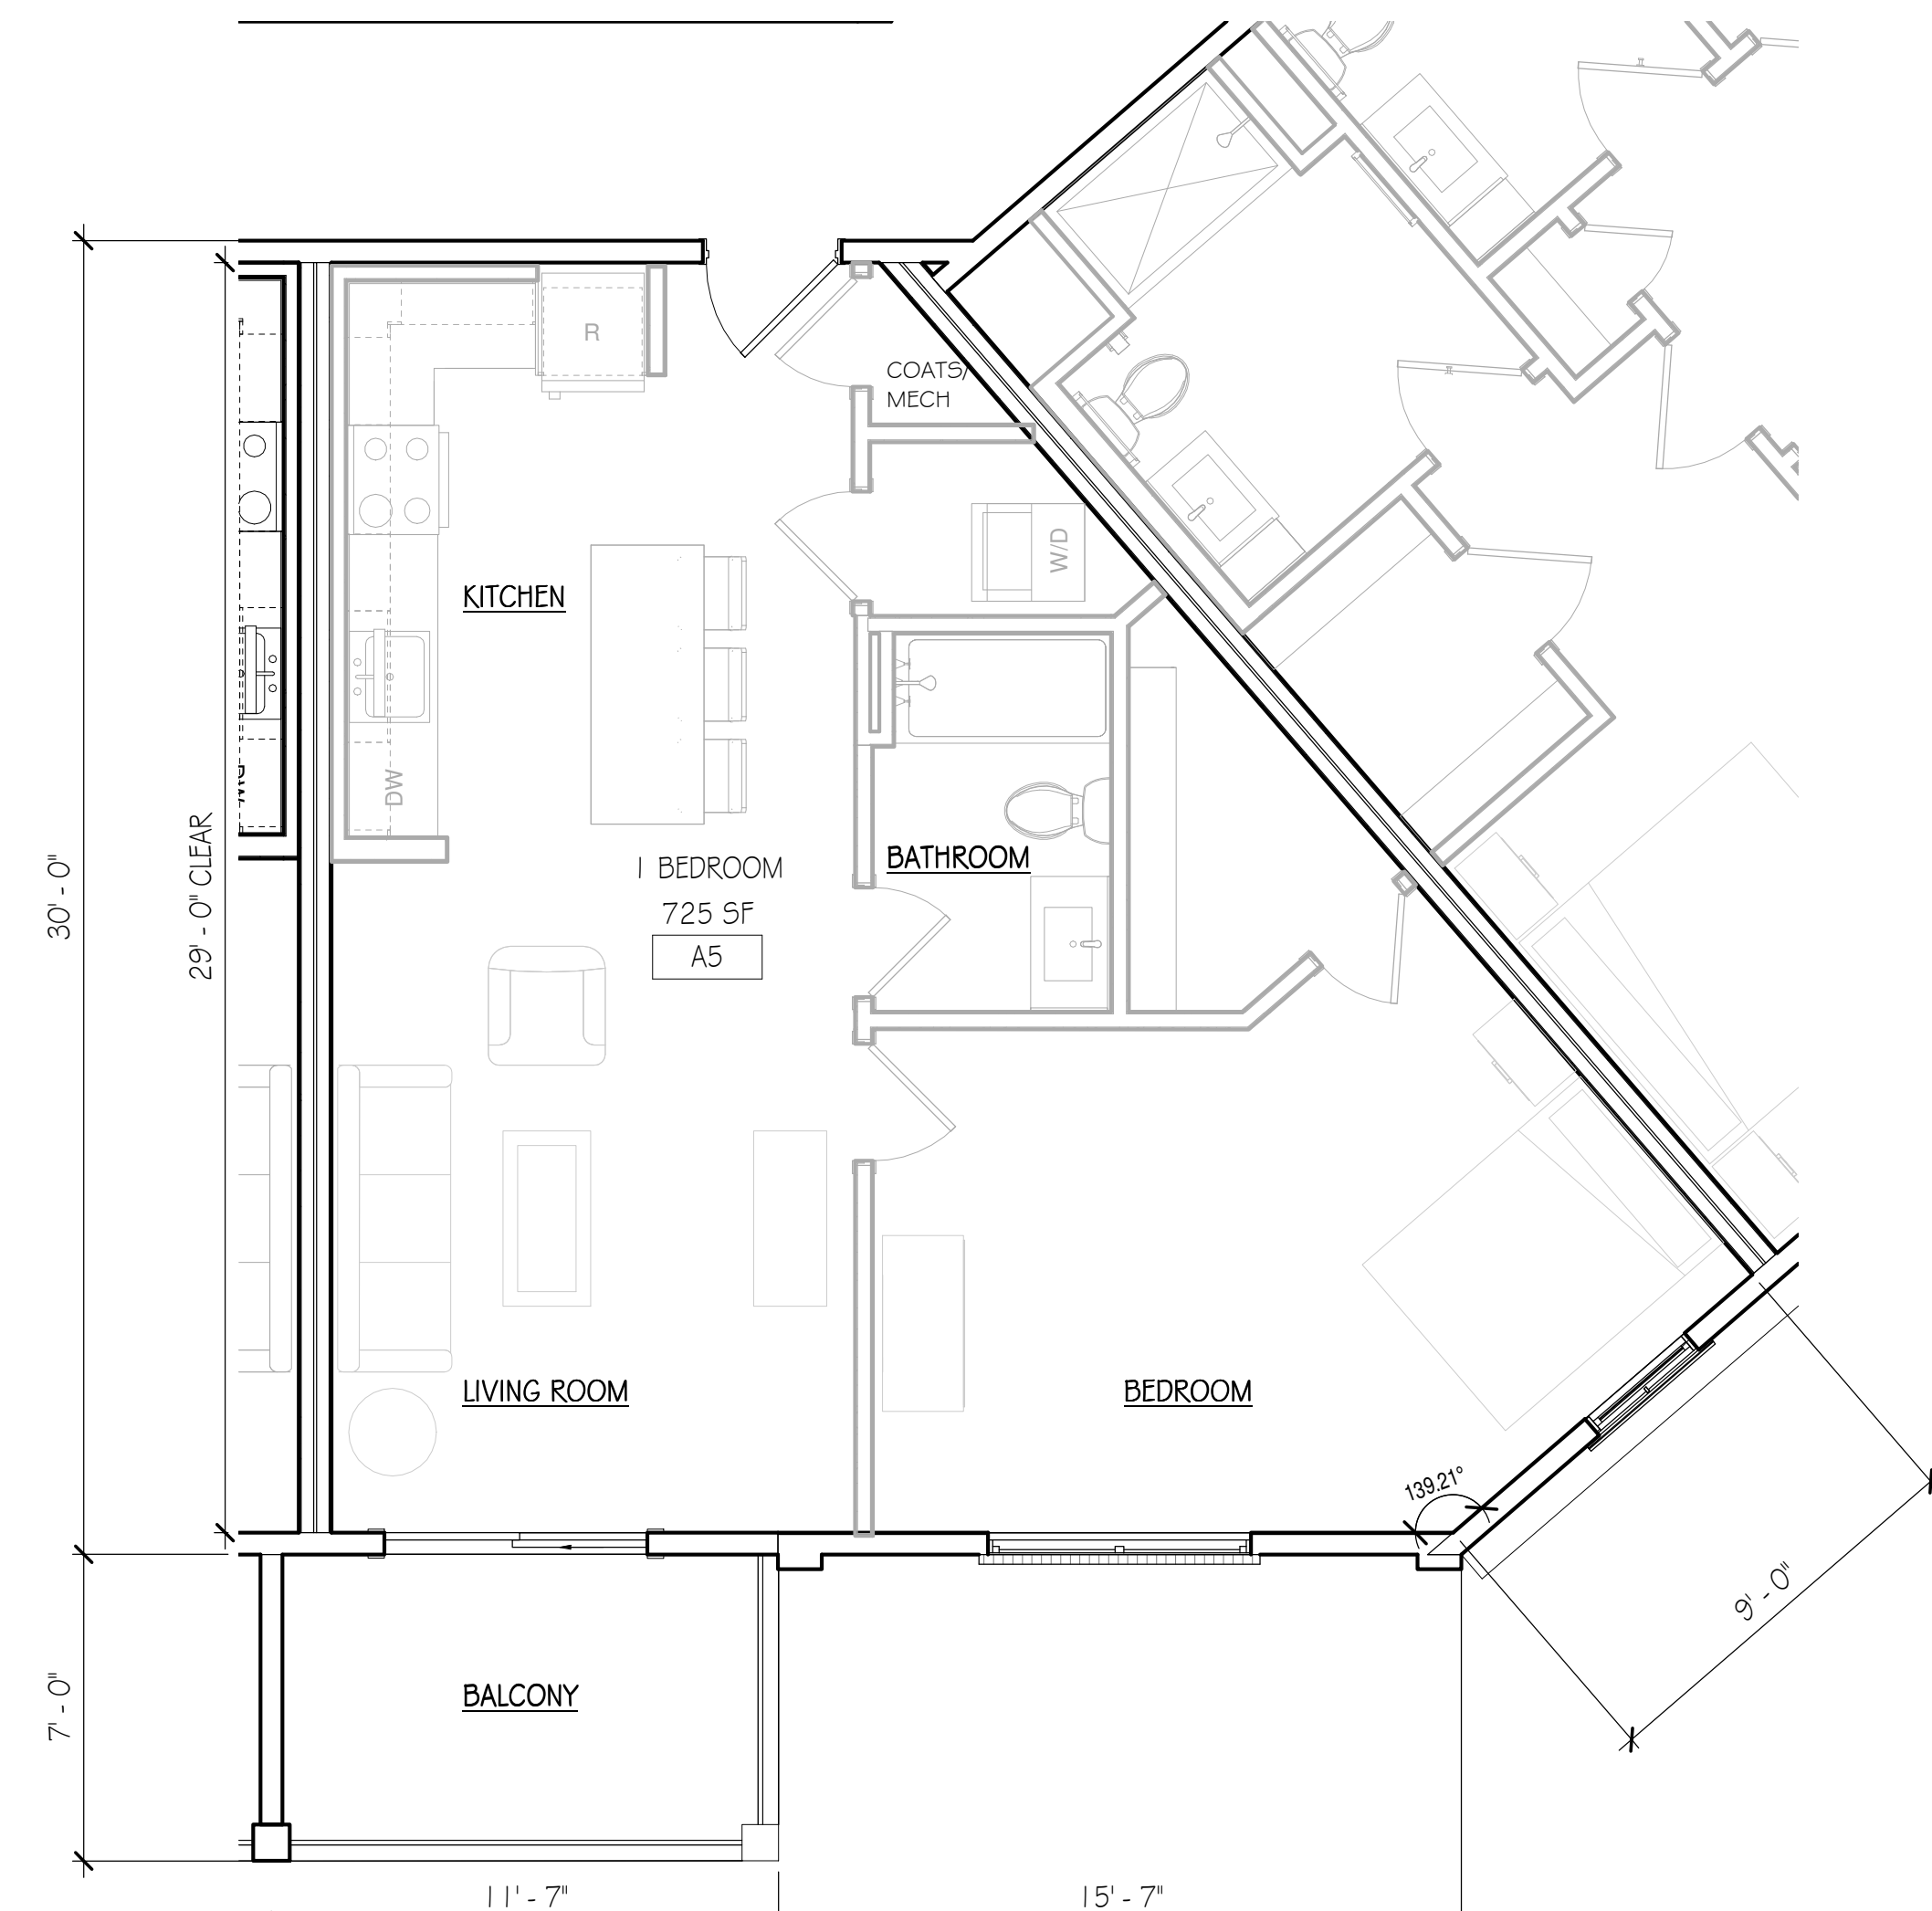 R
COATS/
MECH
W/D
KITCHEN
DW
29' - 0" CLEAR
30' - 0"
1 BEDROOM
725 SF
A5
BATHROOM
LIVING ROOM
BEDROOM
139.21°
9' - 0"
BALCONY
7' - 0"
11' - 7"
15' - 7"